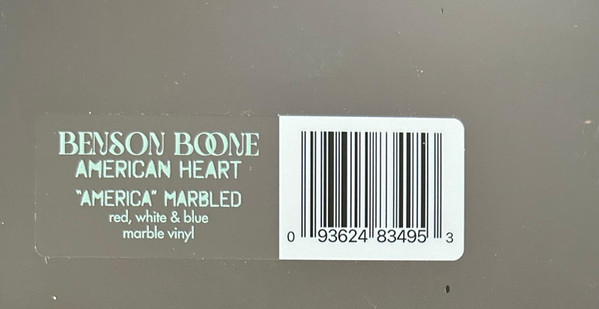 BENSON BOONE
AMERICAN HEART
"AMERICA" MARBLED
red, white & blue
marble vinyl
0 93624 83495 3